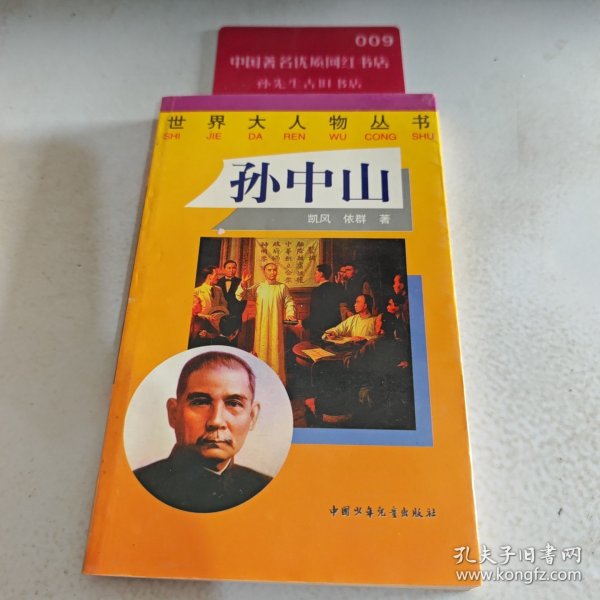 009
中国著名优质网红书店
孙先生古旧书店
世界大人物丛书
SHI JIE DA REN WU CONG SHU
孙中山
凯风 依群 著
中国少年儿童出版社
孔夫子旧书网
www.kongfz.com